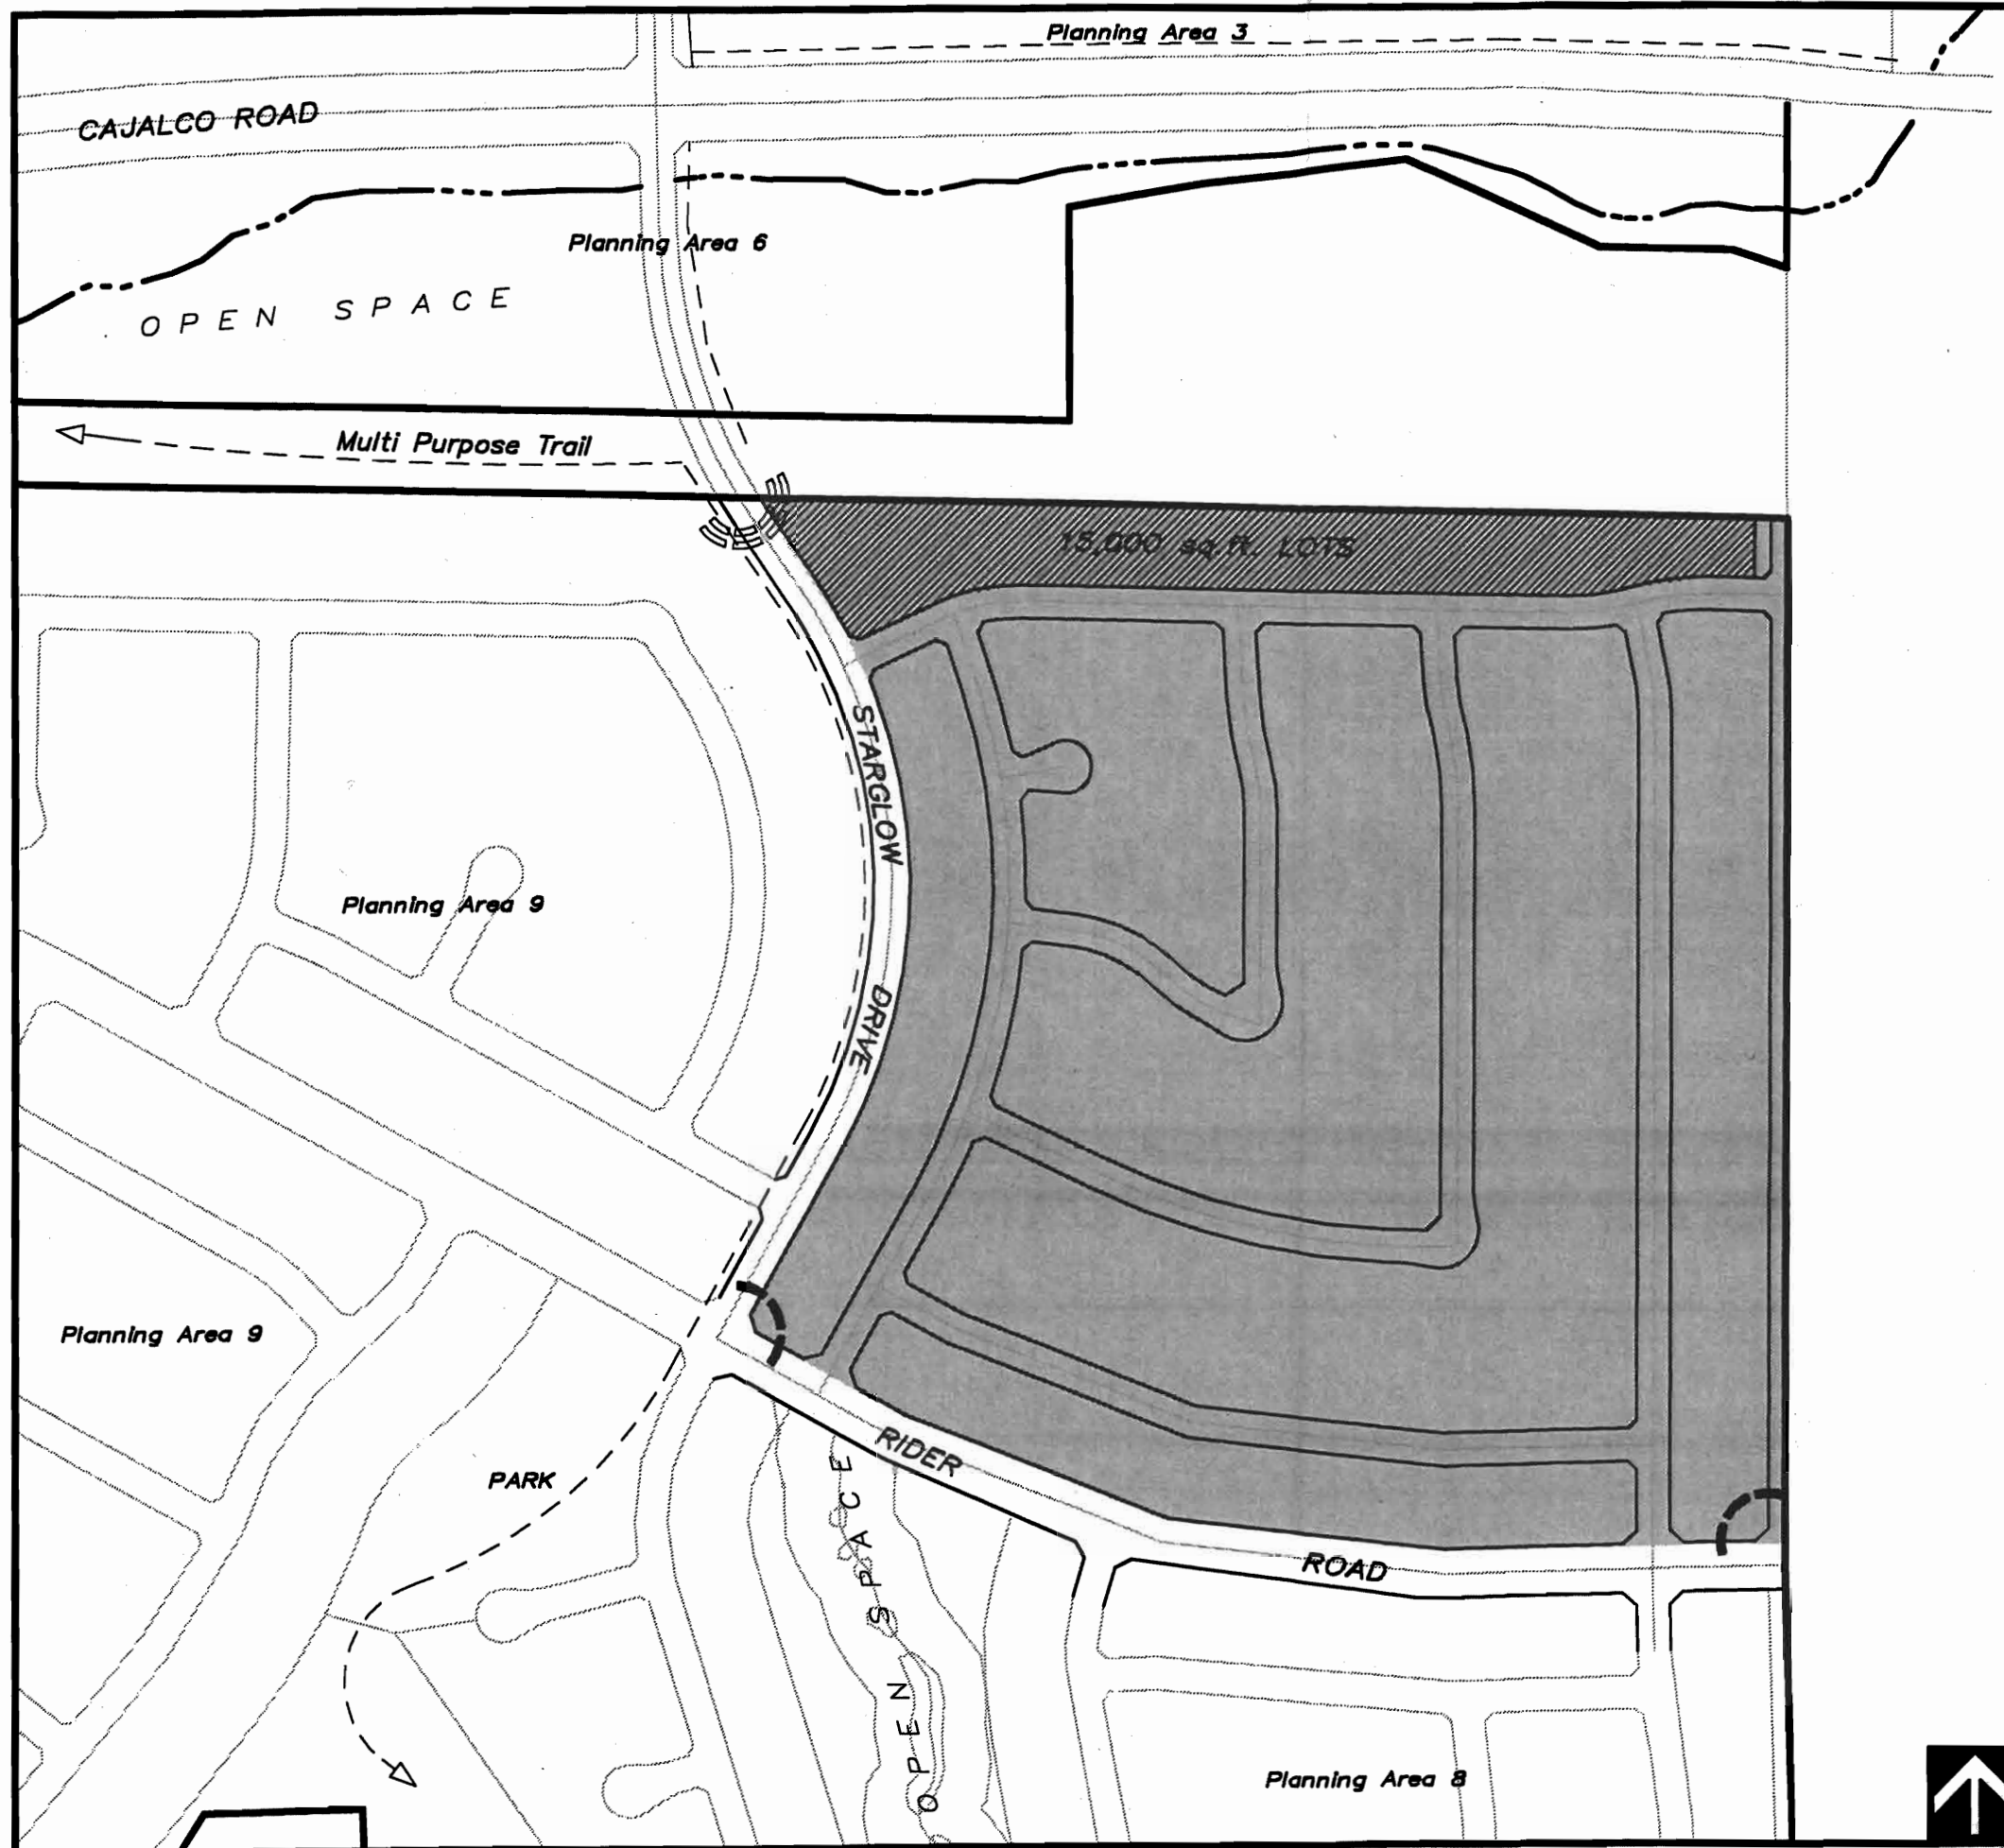 Planning Area 3
CAJALCO ROAD
Planning Area 6
OPEN SPACE
Multi Purpose Trail
15,000 sq.ft. LOTS
STARGLOW
DRIVE
Planning Area 9
Planning Area 9
PARK
RIDER
ROAD
OPEN SPACE
Planning Area 8